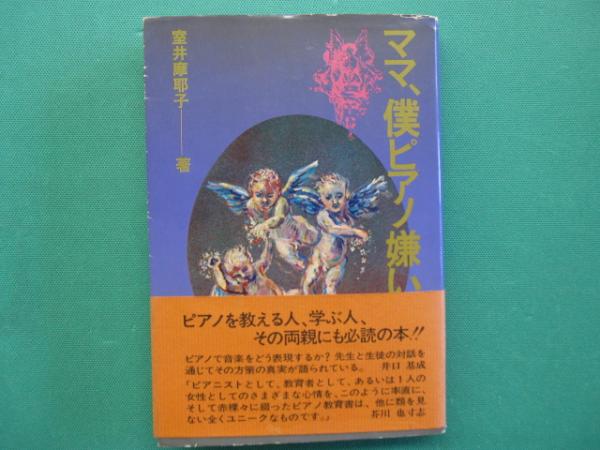 ママ、僕ピアノ嫌い
室井摩耶子──著
ピアノを教える人、学ぶ人、
その両親にも必読の本!!
ピアノで音楽をどう表現するか？先生と生徒の対話を
通じてその方策の真実が語られている。 井口 基成
「ピアニストとして、教育者として、あるいは1人の
女性としてのさまざまな心情を、このように率直に、
そして赤裸々に綴ったピアノ教育書は、他に類を見
ない全くユニークなものです。」 芥川 也寸志